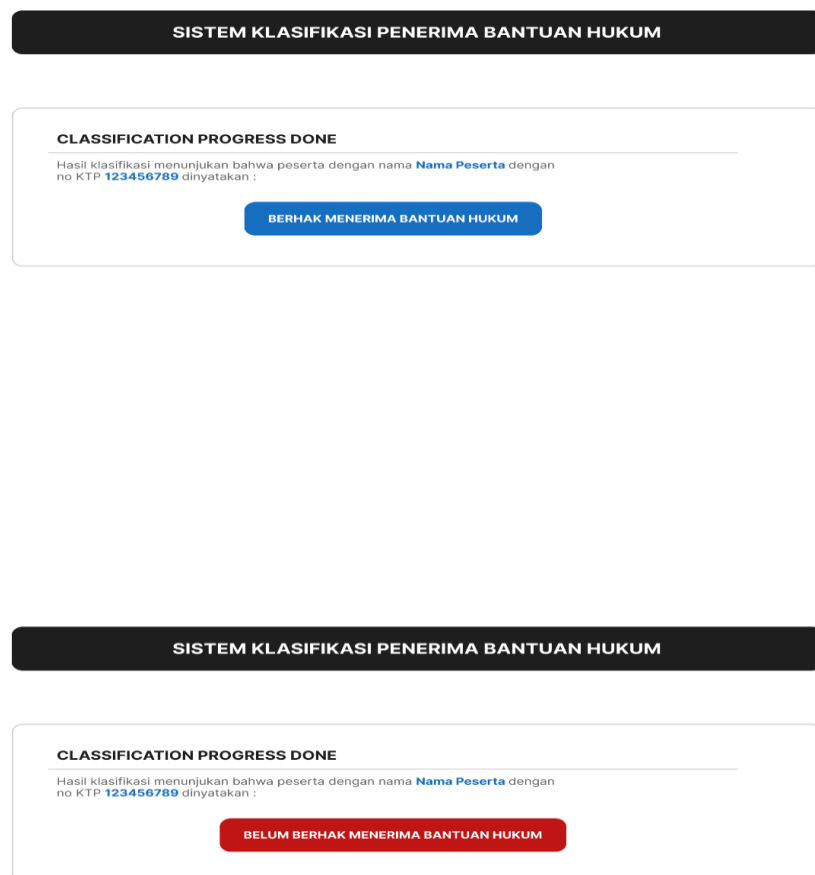 SISTEM KLASIFIKASI PENERIMA BANTUAN HUKUM
CLASSIFICATION PROGRESS DONE
Hasil klasifikasi menunjukan bahwa peserta dengan nama Nama Peserta dengan
no KTP 123456789 dinyatakan :
BERHAK MENERIMA BANTUAN HUKUM
SISTEM KLASIFIKASI PENERIMA BANTUAN HUKUM
CLASSIFICATION PROGRESS DONE
Hasil klasifikasi menunjukan bahwa peserta dengan nama Nama Peserta dengan
no KTP 123456789 dinyatakan :
BELUM BERHAK MENERIMA BANTUAN HUKUM